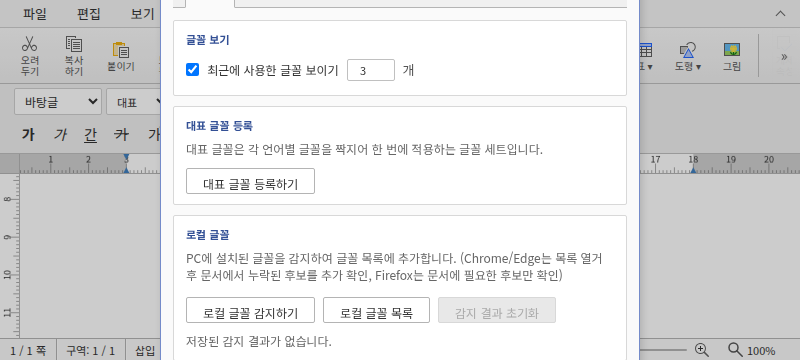 파일 편집 보기
오려
두기
복사
하기
붙이기
표 ▾
도형 ▾
그림
»
바탕글
대표
가 가 간 가 가
1 2 3
17 18 19 20
8
9
10
11
글꼴 보기
최근에 사용한 글꼴 보이기 3 개
대표 글꼴 등록
대표 글꼴은 각 언어별 글꼴을 짝지어 한 번에 적용하는 글꼴 세트입니다.
대표 글꼴 등록하기
로컬 글꼴
PC에 설치된 글꼴을 감지하여 글꼴 목록에 추가합니다. (Chrome/Edge는 목록 열거
후 문서에서 누락된 후보를 추가 확인, Firefox는 문서에 필요한 후보만 확인)
로컬 글꼴 감지하기 로컬 글꼴 목록 감지 결과 초기화
저장된 감지 결과가 없습니다.
1 / 1 쪽 구역: 1 / 1 삽입
100%